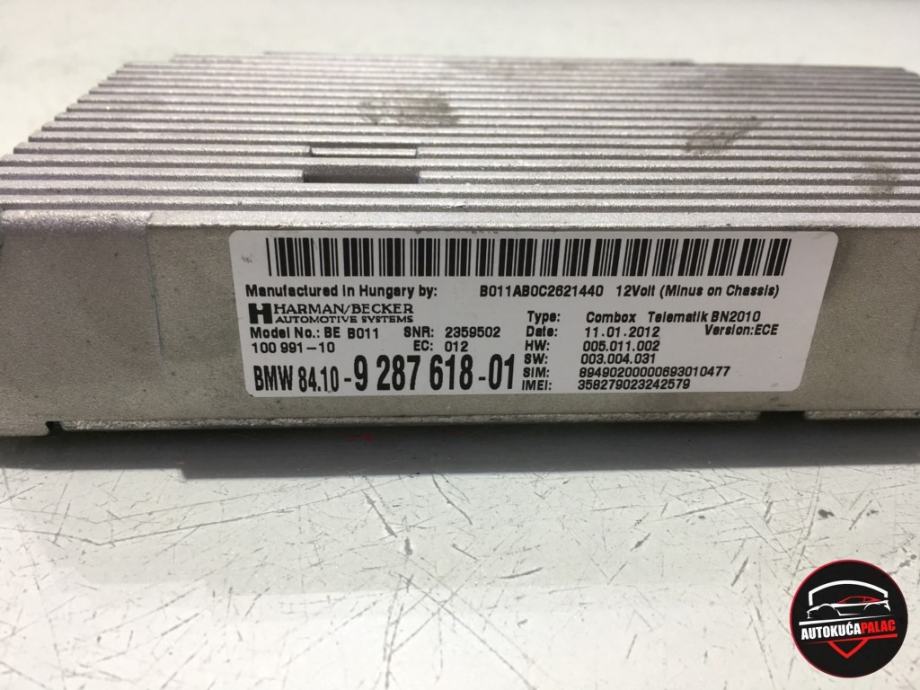 Manufactured in Hungary by: B011AB0C2621440 12Volt (Minus on Chassis)
HARMAN/BECKER
AUTOMOTIVE SYSTEMS
Model No.: BE B011 SNR: 2359502
100 991-10 EC: 012
BMW 84.10-9 287 618-01
Type: Combox Telematik BN2010
Date: 11.01.2012 Version:ECE
HW: 005.011.002
SW: 003.004.031
SIM: 89490200000693010477
IMEI: 358279023242579
AUTOKUĆAPALAC